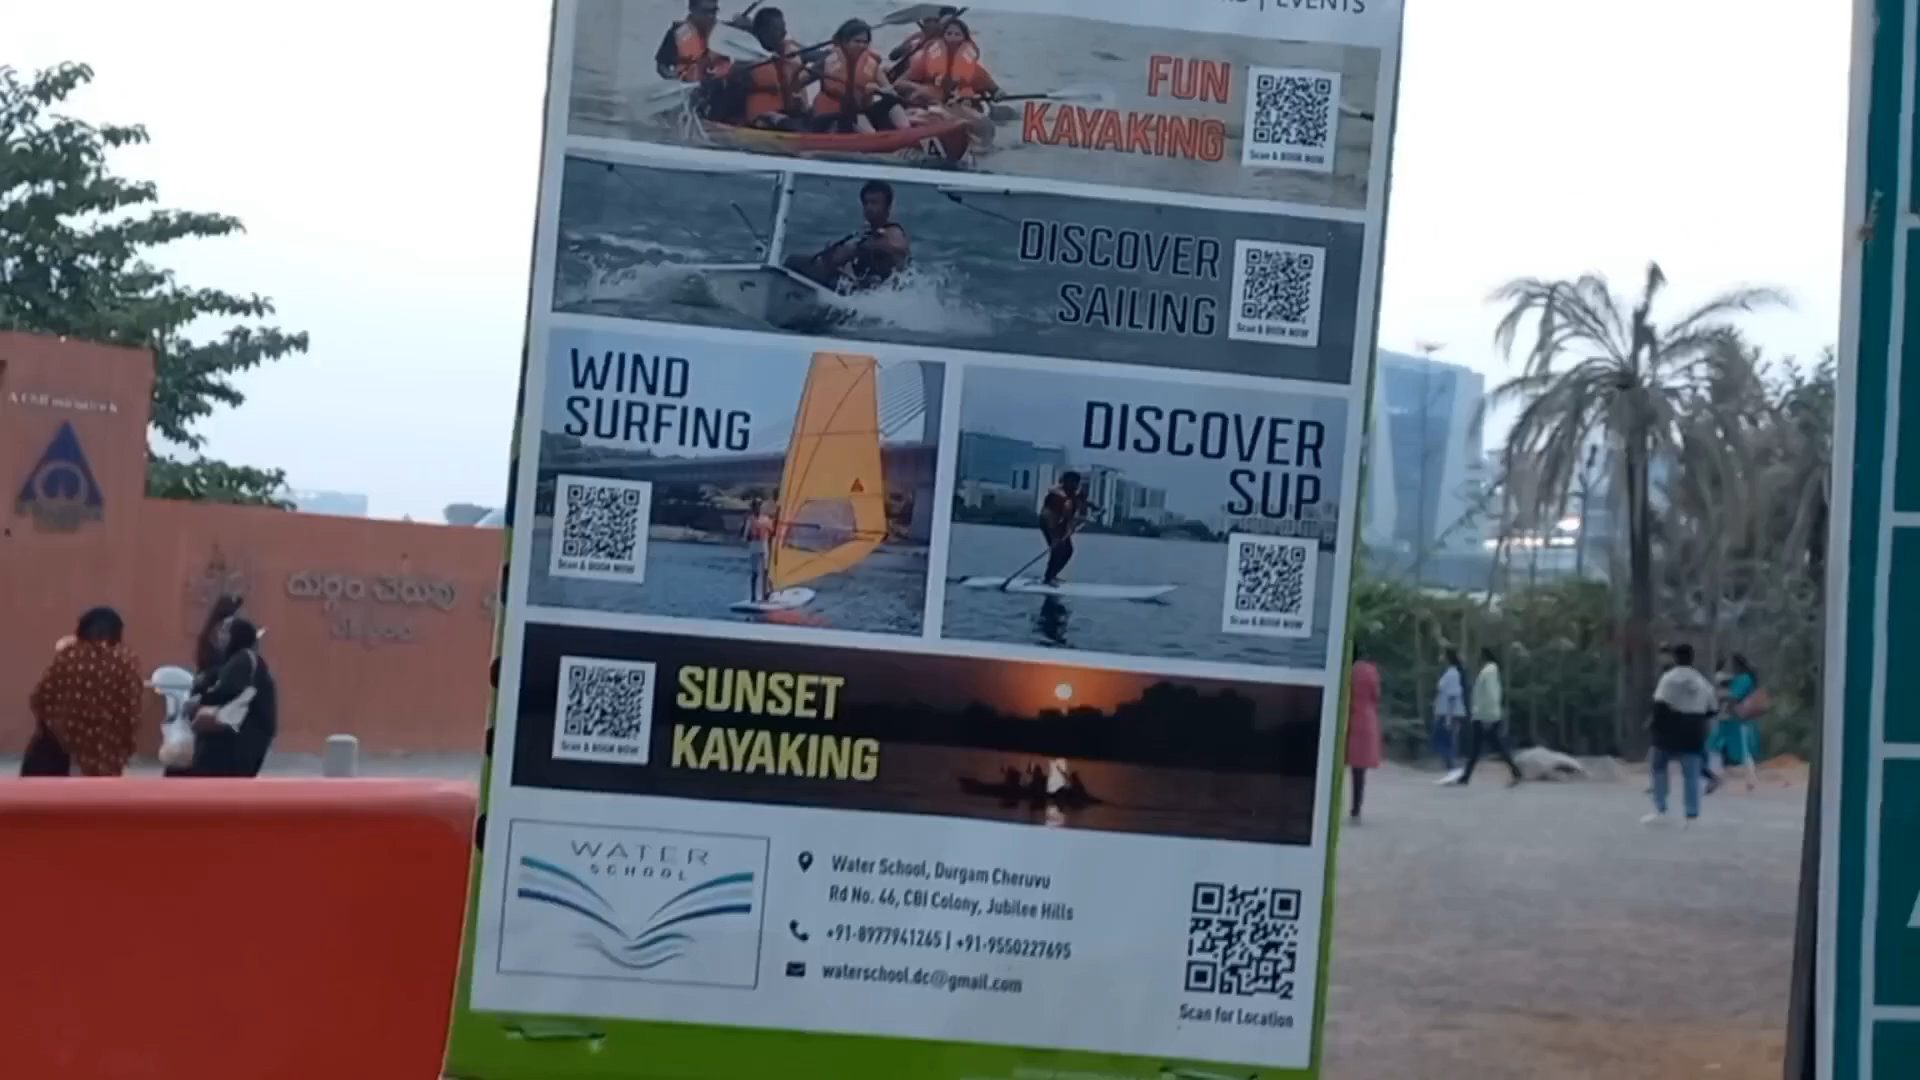 | EVENTS
FUN
KAYAKING
Scan & BOOK NOW
DISCOVER
SAILING
Scan & BOOK NOW
WIND
SURFING
Scan & BOOK NOW
DISCOVER
SUP
Scan & BOOK NOW
SUNSET
KAYAKING
Scan & BOOK NOW
WATER
SCHOOL
Water School, Durgam Cheruvu
Rd No. 46, CBI Colony, Jubilee Hills
+91-8977941265 | +91-9550227695
waterschool.dc@gmail.com
Scan for Location
దుర్గం చెరువు